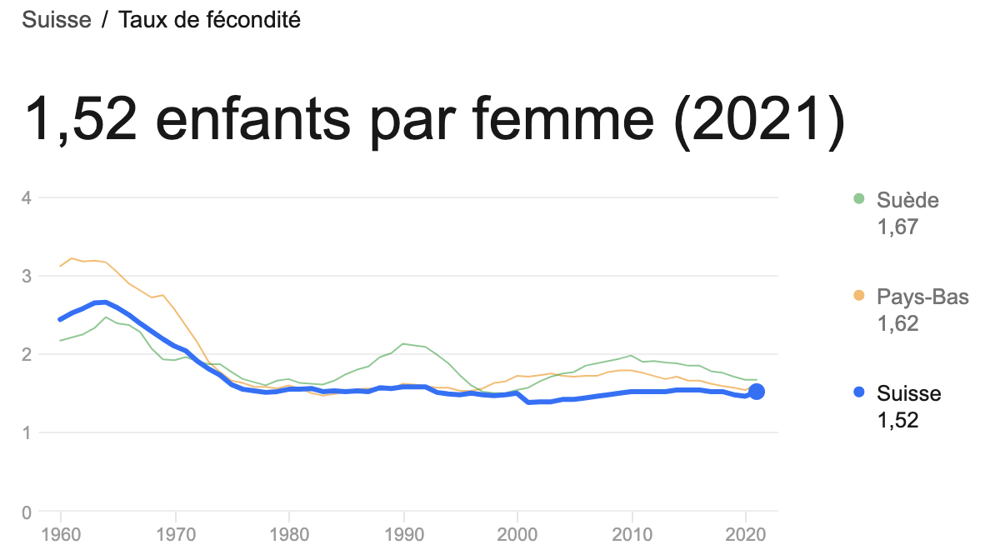 Suisse / Taux de fécondité
1,52 enfants par femme (2021)
4
3
2
1
0
1960 1970 1980 1990 2000 2010 2020
Suède
1,67
Pays-Bas
1,62
Suisse
1,52